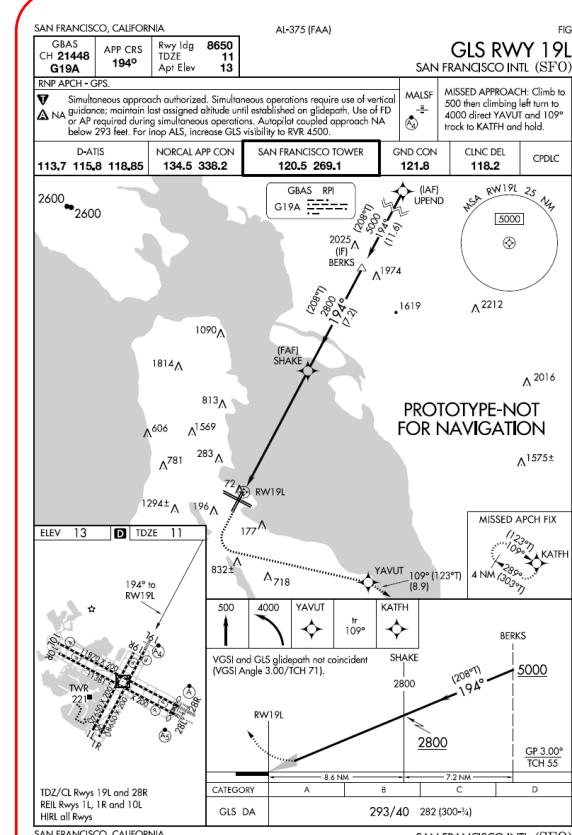 SAN FRANCISCO, CALIFORNIA
AL-375 (FAA)
FIG
GBAS
CH 21448
G19A
APP CRS
194°
Rwy ldg 8650
TDZE 11
Apt Elev 13
GLS RWY 19L
SAN FRANCISCO INTL (SFO)
RNP APCH - GPS.
T
A NA
Simultaneous approach authorized. Simultaneous operations require use of vertical
guidance; maintain last assigned altitude until established on glidepath. Use of FD
or AP required during simultaneous operations. Autopilot coupled approach NA
below 293 feet. For inop ALS, increase GLS visibility to RVR 4500.
MALSF
MISSED APPROACH: Climb to
500 then climbing left turn to
4000 direct YAVUT and 109°
track to KATFH and hold.
D-ATIS
113.7 115.8 118.85
NORCAL APP CON
134.5 338.2
SAN FRANCISCO TOWER
120.5 269.1
GND CON
121.8
CLNC DEL
118.2
CPDLC
2600
2600
GBAS RPI
G19A
(IAF)
UPEND
(208°T)
5000
194°
(11.6)
MSA RW19L 25 NM
5000
2025
(IF)
BERKS
1974
(208°T)
2800
194°
(7.2)
1619
2212
1090
(FAF)
SHAKE
1814
2016
813
PROTOTYPE-NOT
FOR NAVIGATION
606
1569
781
283
1575±
72
RW19L
1294±
196
177
MISSED APCH FIX
(123°T)
109°
KATFH
289°
(303°T)
4 NM
832±
718
YAVUT
109° (123°T)
(8.9)
ELEV 13
D
TDZE 11
194° to
RW19L
TWR
221
TDZ/CL Rwys 19L and 28R
REIL Rwys 1L, 1R and 10L
HIRL all Rwys
500
4000
YAVUT
tr
109°
KATFH
VGSI and GLS glidepath not coincident
(VGSI Angle 3.00/TCH 71).
SHAKE
2800
BERKS
(208°T)
194°
5000
RW19L
2800
GP 3.00°
TCH 55
8.6 NM
7.2 NM
CATEGORY
A
B
C
D
GLS DA
293/40 282 (300-¾)
SAN FRANCISCO, CALIFORNIA
SAN FRANCISCO INTL (SFO)